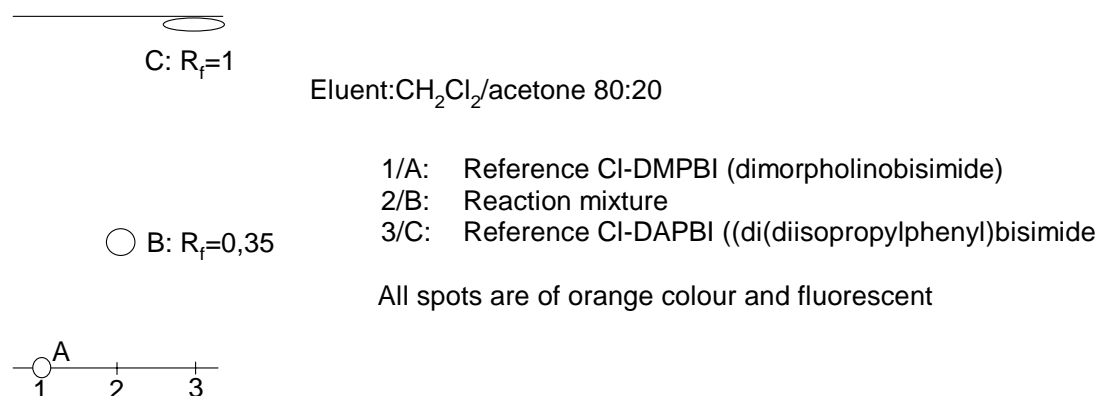 C: Rf=1
Eluent:CH2Cl2/acetone 80:20
1/A: Reference Cl-DMPBI (dimorpholinobisimide)
2/B: Reaction mixture
3/C: Reference Cl-DAPBI ((di(diisopropylphenyl)bisimide
B: Rf=0,35
All spots are of orange colour and fluorescent
A
1 2 3